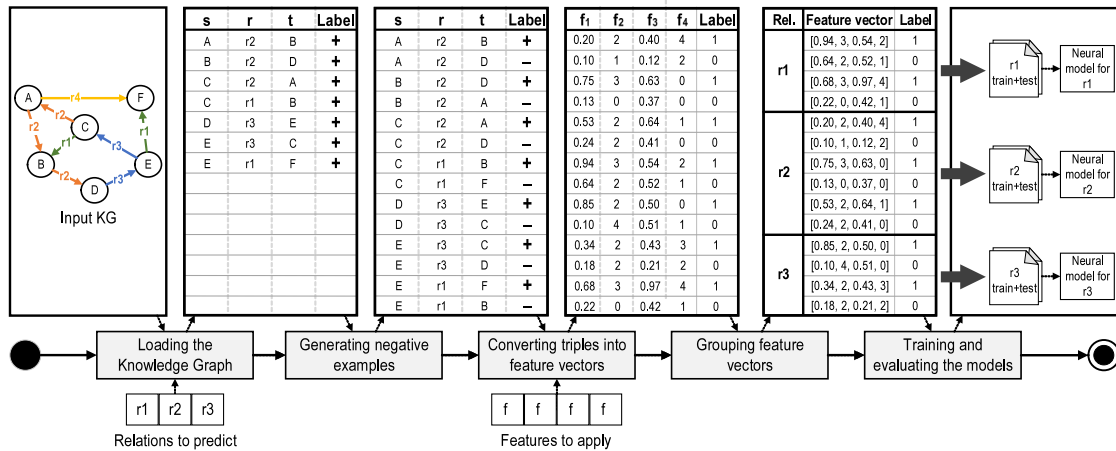 s r t Label
A r2 B +
B r2 D +
C r2 A +
C r1 B +
D r3 E +
E r3 C +
E r1 F +
s r t Label
A r2 B +
A r2 D –
B r2 D +
B r2 A –
C r2 A +
C r2 D –
C r1 B +
C r1 F –
D r3 E +
D r3 C –
E r3 C +
E r3 D –
E r1 F +
E r1 B –
f₁ f₂ f₃ f₄ Label
0.20 2 0.40 4 1
0.10 1 0.12 2 0
0.75 3 0.63 0 1
0.13 0 0.37 0 0
0.53 2 0.64 1 1
0.24 2 0.41 0 0
0.94 3 0.54 2 1
0.64 2 0.52 1 0
0.85 2 0.50 0 1
0.10 4 0.51 1 0
0.34 2 0.43 3 1
0.18 2 0.21 2 0
0.68 3 0.97 4 1
0.22 0 0.42 1 0
Rel. Feature vector Label
r1
[0.94, 3, 0.54, 2] 1
[0.64, 2, 0.52, 1] 0
[0.68, 3, 0.97, 4] 1
[0.22, 0, 0.42, 1] 0
r2
[0.20, 2, 0.40, 4] 1
[0.10, 1, 0.12, 2] 0
[0.75, 3, 0.63, 0] 1
[0.13, 0, 0.37, 0] 0
[0.53, 2, 0.64, 1] 1
[0.24, 2, 0.41, 0] 0
r3
[0.85, 2, 0.50, 0] 1
[0.10, 4, 0.51, 0] 0
[0.34, 2, 0.43, 3] 1
[0.18, 2, 0.21, 2] 0
r1
train+test
Neural
model for
r1
r2
train+test
Neural
model for
r2
r3
train+test
Neural
model for
r3
A r4 F
r2 r2 C r1
r1 r3
B E
r2 D r3
Input KG
Loading the
Knowledge Graph
Generating negative
examples
Converting triples into
feature vectors
Grouping feature
vectors
Training and
evaluating the models
r1 r2 r3
Relations to predict
f f f f
Features to apply